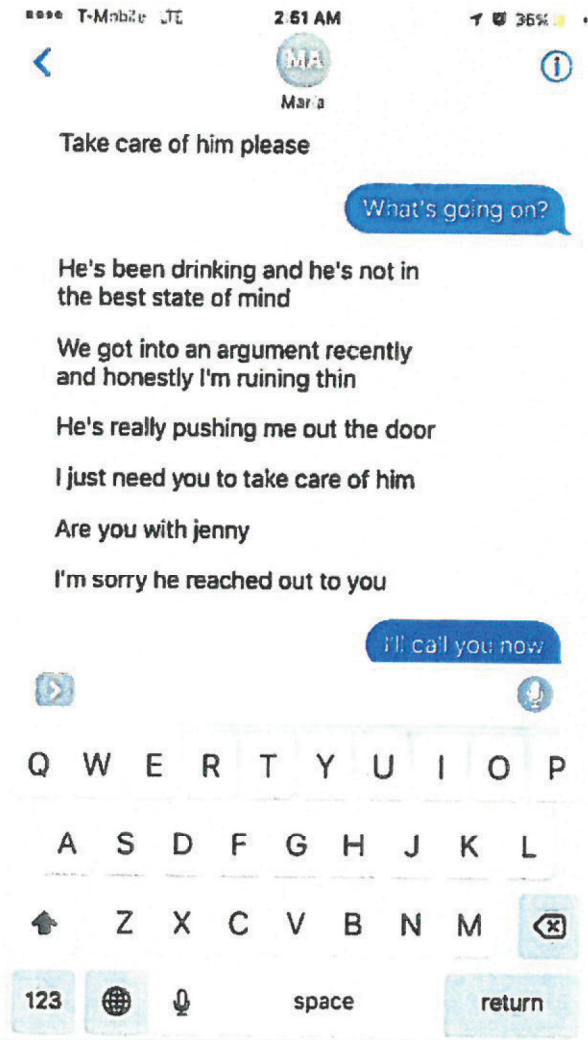 T-Mobile LTE 2:51 AM 36%
MA
Maria
Take care of him please
What's going on?
He's been drinking and he's not in
the best state of mind
We got into an argument recently
and honestly I'm ruining thin
He's really pushing me out the door
I just need you to take care of him
Are you with jenny
I'm sorry he reached out to you
I'll call you now
Q W E R T Y U I O P
A S D F G H J K L
Z X C V B N M
123 space return